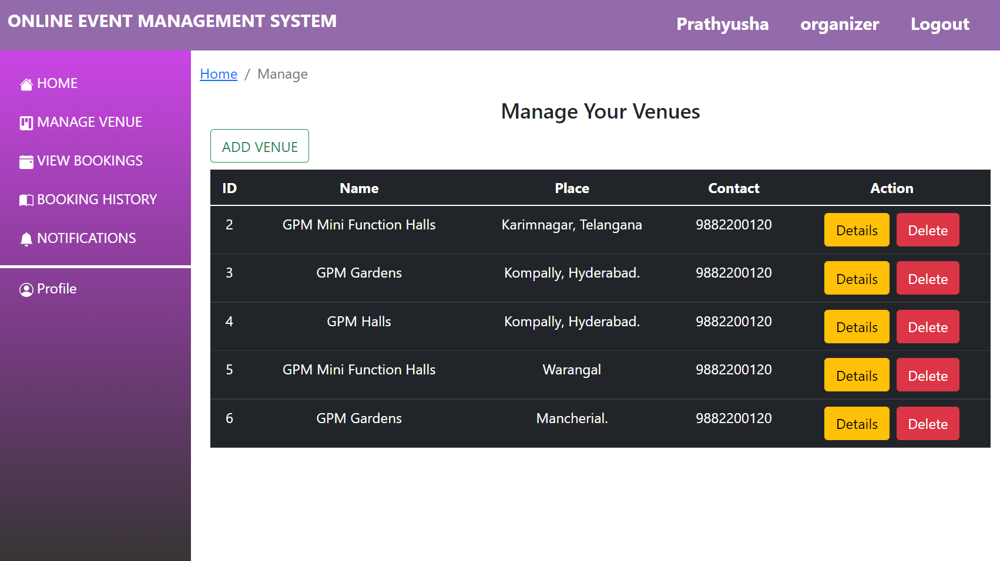 ONLINE EVENT MANAGEMENT SYSTEM
Prathyusha organizer Logout
HOME
MANAGE VENUE
VIEW BOOKINGS
BOOKING HISTORY
NOTIFICATIONS
Profile
Home / Manage
Manage Your Venues
ADD VENUE
ID Name Place Contact Action
2 GPM Mini Function Halls Karimnagar, Telangana 9882200120 Details Delete
3 GPM Gardens Kompally, Hyderabad. 9882200120 Details Delete
4 GPM Halls Kompally, Hyderabad. 9882200120 Details Delete
5 GPM Mini Function Halls Warangal 9882200120 Details Delete
6 GPM Gardens Mancherial. 9882200120 Details Delete